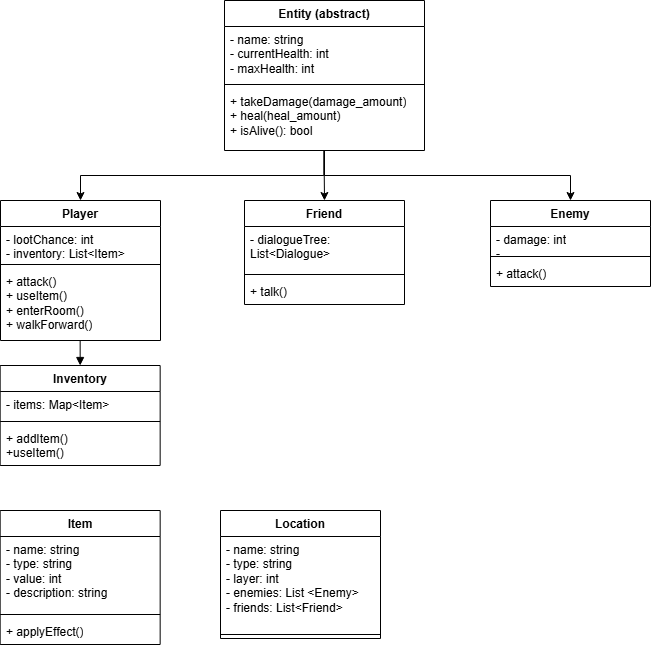 Entity (abstract)
- name: string
- currentHealth: int
- maxHealth: int
+ takeDamage(damage_amount)
+ heal(heal_amount)
+ isAlive(): bool
Player
- lootChance: int
- inventory: List<Item>
+ attack()
+ useItem()
+ enterRoom()
+ walkForward()
Friend
- dialogueTree:
List<Dialogue>
+ talk()
Enemy
- damage: int
-
+ attack()
Inventory
- items: Map<Item>
+ addItem()
+useItem()
Item
- name: string
- type: string
- value: int
- description: string
+ applyEffect()
Location
- name: string
- type: string
- layer: int
- enemies: List <Enemy>
- friends: List<Friend>